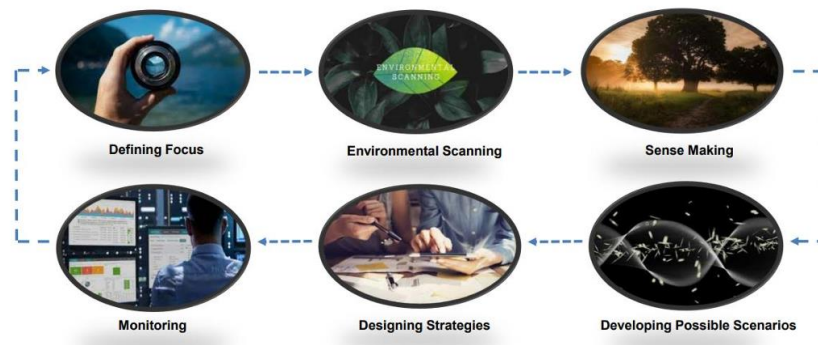 ENVIRONMENTAL
SCANNING
Defining Focus
Environmental Scanning
Sense Making
Monitoring
Designing Strategies
Developing Possible Scenarios